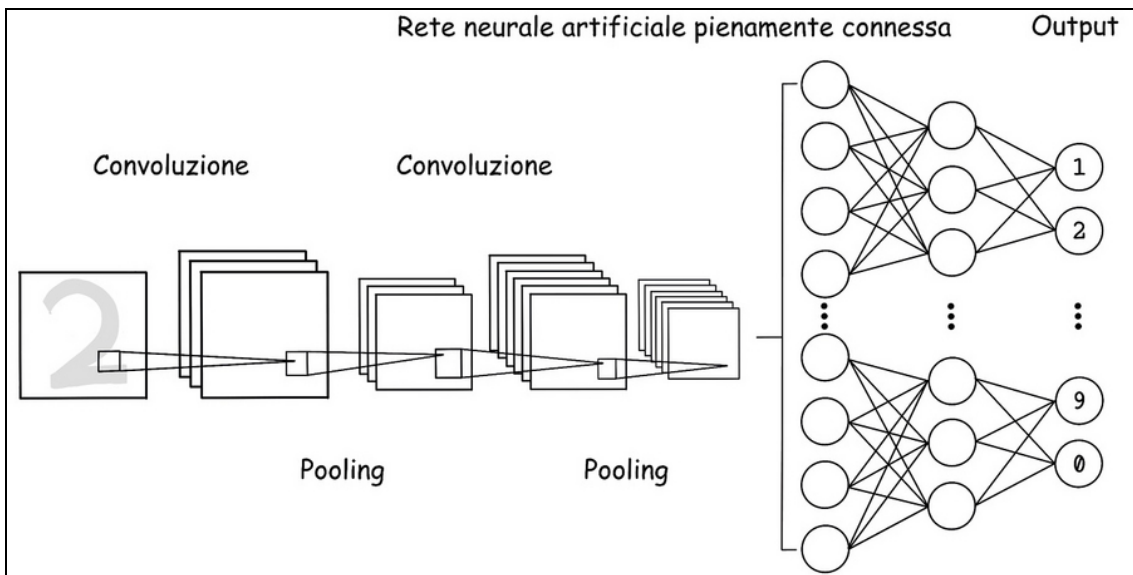 Rete neurale artificiale pienamente connessa
Output
Convoluzione
Convoluzione
1
2
2
9
0
Pooling
Pooling